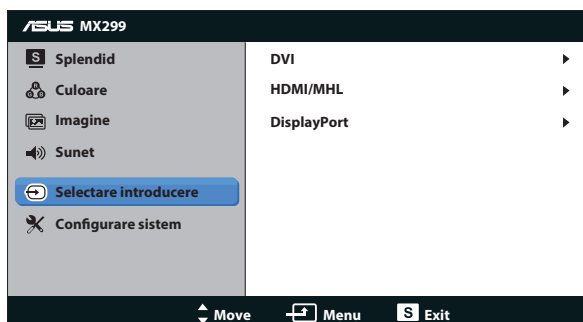 ASUS MX299
S Splendid
Culoare
Imagine
Sunet
Selectare introducere
Configurare sistem
DVI
HDMI/MHL
DisplayPort
Move Menu S Exit